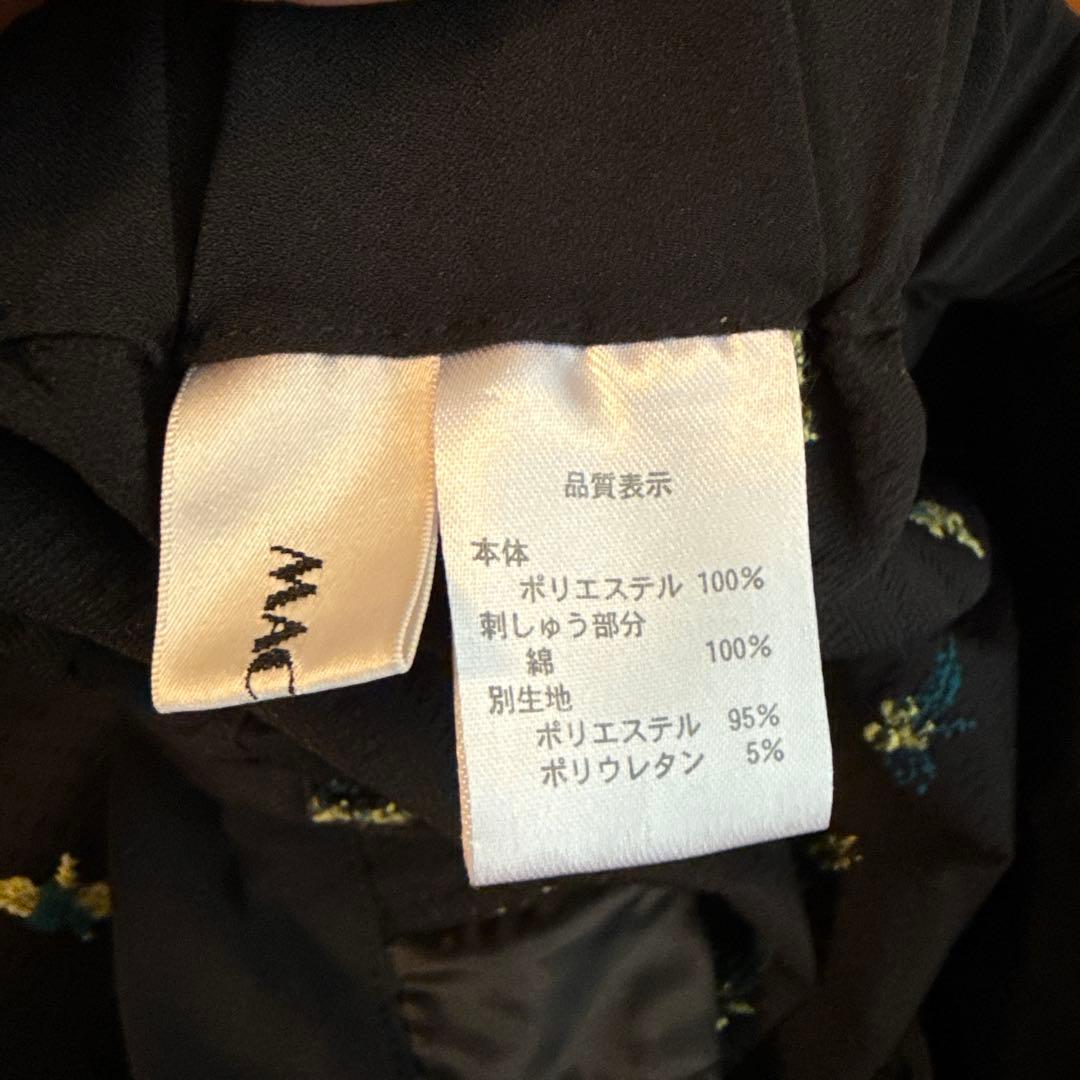 MAC
品質表示
本体
ポリエステル 100%
刺しゅう部分
綿 100%
別生地
ポリエステル 95%
ポリウレタン 5%